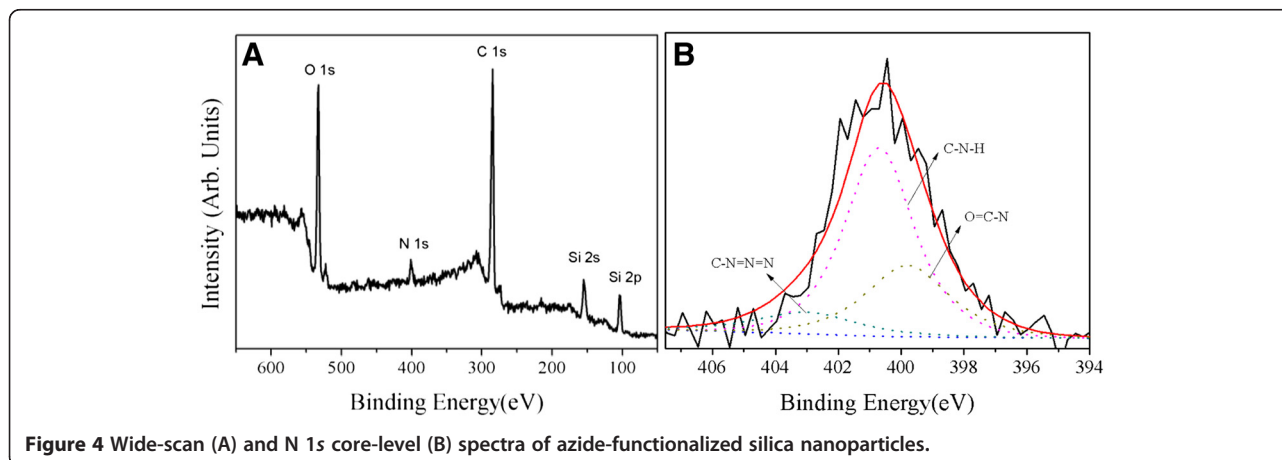 A
O 1s
C 1s
N 1s
Si 2s
Si 2p
Intensity (Arb. Units)
600 500 400 300 200 100
Binding Energy(eV)
B
C-N-H
O=C-N
C-N=N=N
406 404 402 400 398 396 394
Binding Energy(eV)
Figure 4 Wide-scan (A) and N 1s core-level (B) spectra of azide-functionalized silica nanoparticles.